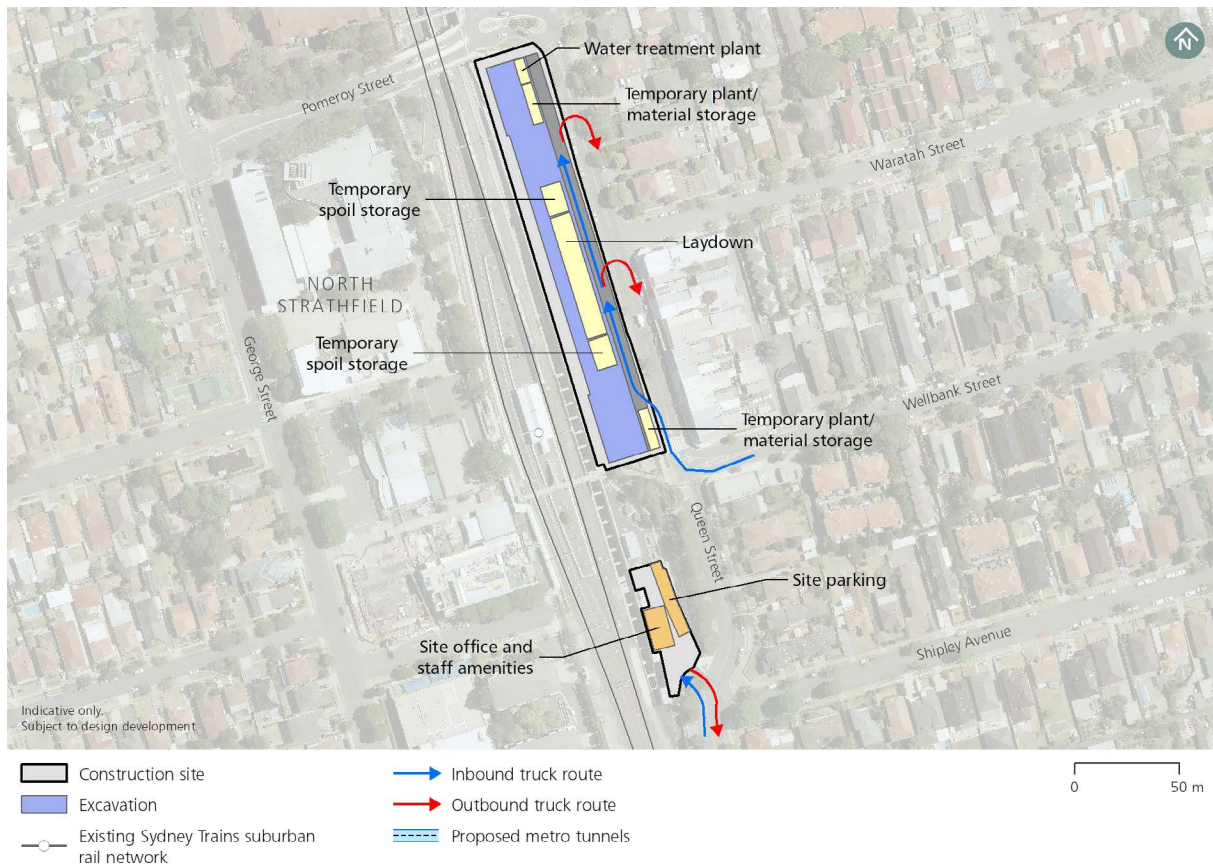 N
Water treatment plant
Pomeroy Street
Temporary plant/
material storage
Waratah Street
Temporary
spoil storage
Laydown
NORTH
STRATHFIELD
Temporary
spoil storage
George Street
Wellbank Street
Temporary plant/
material storage
Queen Street
Site parking
Site office and
staff amenities
Shipley Avenue
Indicative only.
Subject to design development
Construction site
Excavation
Existing Sydney Trains suburban
rail network
Inbound truck route
Outbound truck route
Proposed metro tunnels
0 50 m